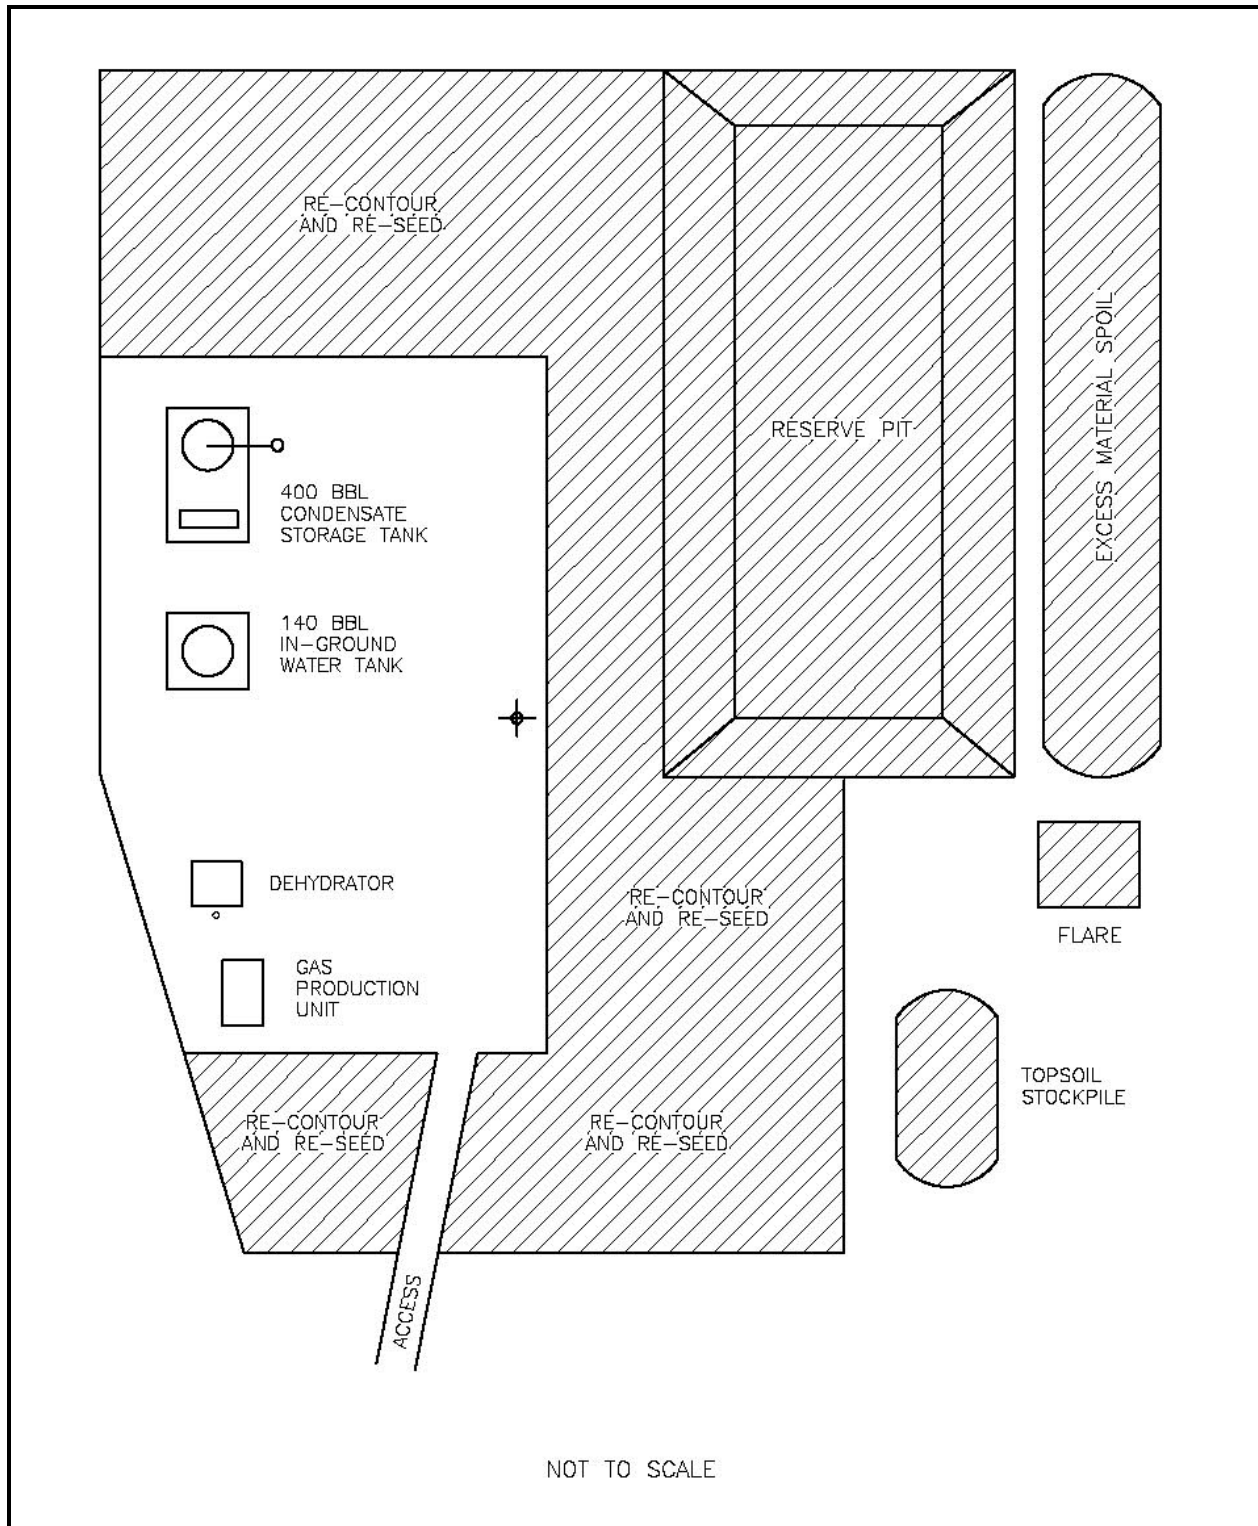 RE-CONTOUR
AND RE-SEED
EXCESS MATERIAL SPOIL
RESERVE PIT
400 BBL
CONDENSATE
STORAGE TANK
140 BBL
IN-GROUND
WATER TANK
DEHYDRATOR
RE-CONTOUR
AND RE-SEED
FLARE
GAS
PRODUCTION
UNIT
TOPSOIL
STOCKPILE
RE-CONTOUR
AND RE-SEED
RE-CONTOUR
AND RE-SEED
ACCESS
NOT TO SCALE